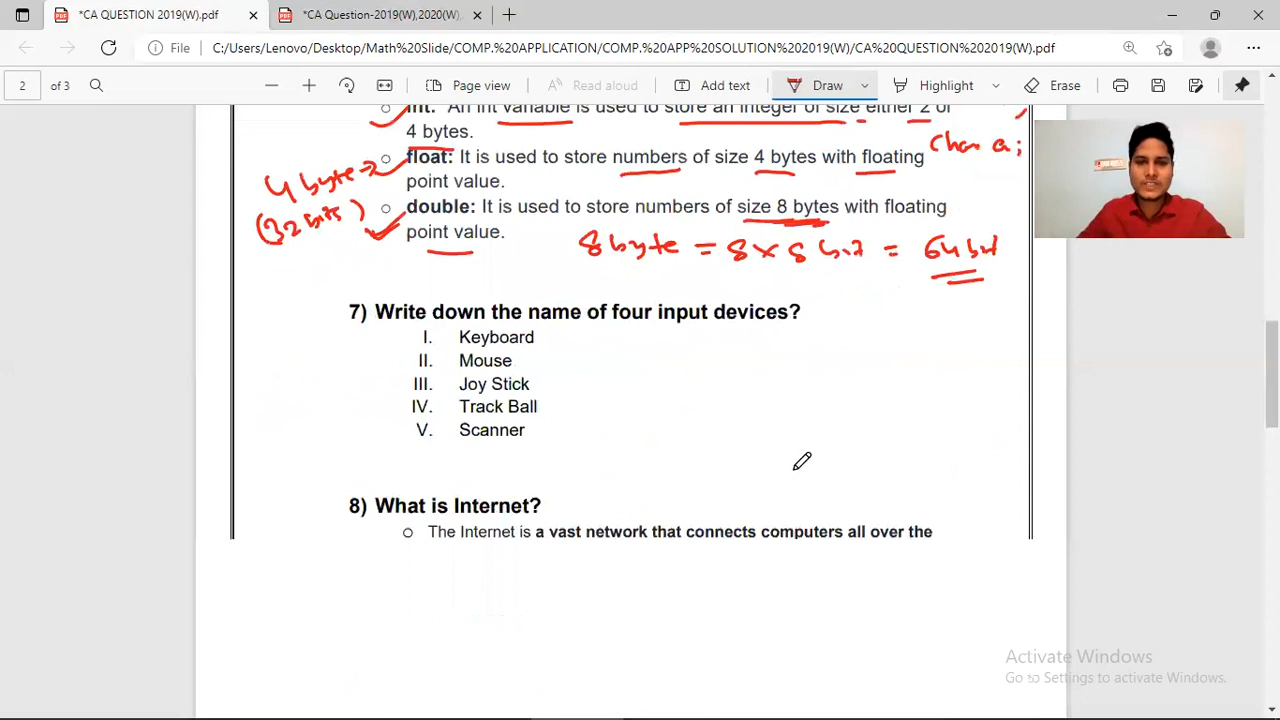 *CA QUESTION 2019(W).pdf
*CA Question-2019(W),2020(W).
File
C:/Users/Lenovo/Desktop/Math%20Slide/COMP.%20APPLICATION/COMP.%20APP%20SOLUTION%202019(W)/CA%20QUESTION%202019(W).pdf
2 of 3
Page view
Read aloud
Add text
Draw
Highlight
Erase
int: An int variable is used to store an integer of size either 2 or
4 bytes.
char a;
float: It is used to store numbers of size 4 bytes with floating
point value.
4 byte
(32 bits)
double: It is used to store numbers of size 8 bytes with floating
point value.
8 byte = 8 x 8 bit = 64 bit
7) Write down the name of four input devices?
I. Keyboard
II. Mouse
III. Joy Stick
IV. Track Ball
V. Scanner
8) What is Internet?
The Internet is a vast network that connects computers all over the
Activate Windows
Go to Settings to activate Windows.